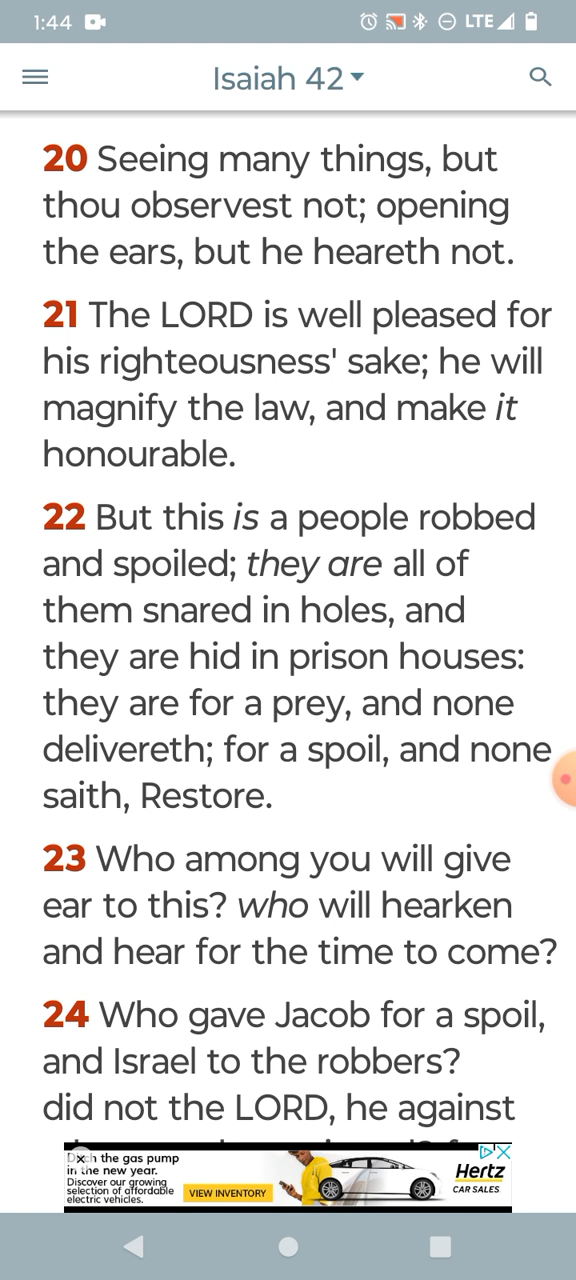 1:44
LTE
Isaiah 42
20 Seeing many things, but
thou observest not; opening
the ears, but he heareth not.
21 The LORD is well pleased for
his righteousness' sake; he will
magnify the law, and make it
honourable.
22 But this is a people robbed
and spoiled; they are all of
them snared in holes, and
they are hid in prison houses:
they are for a prey, and none
delivereth; for a spoil, and none
saith, Restore.
23 Who among you will give
ear to this? who will hearken
and hear for the time to come?
24 Who gave Jacob for a spoil,
and Israel to the robbers?
did not the LORD, he against
the gas pump
in the new year.
Discover our growing
selection of affordable
electric vehicles.
VIEW INVENTORY
Hertz
CAR SALES